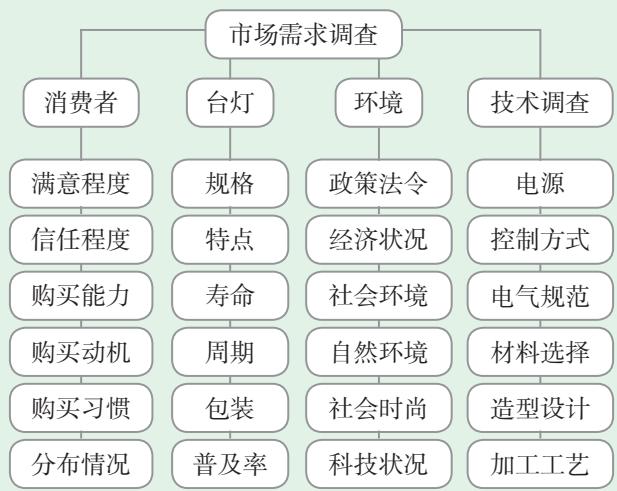 市场需求调查
消费者
台灯
环境
技术调查
满意程度
规格
政策法令
电源
信任程度
特点
经济状况
控制方式
购买能力
寿命
社会环境
电气规范
购买动机
周期
自然环境
材料选择
购买习惯
包装
社会时尚
造型设计
分布情况
普及率
科技状况
加工工艺